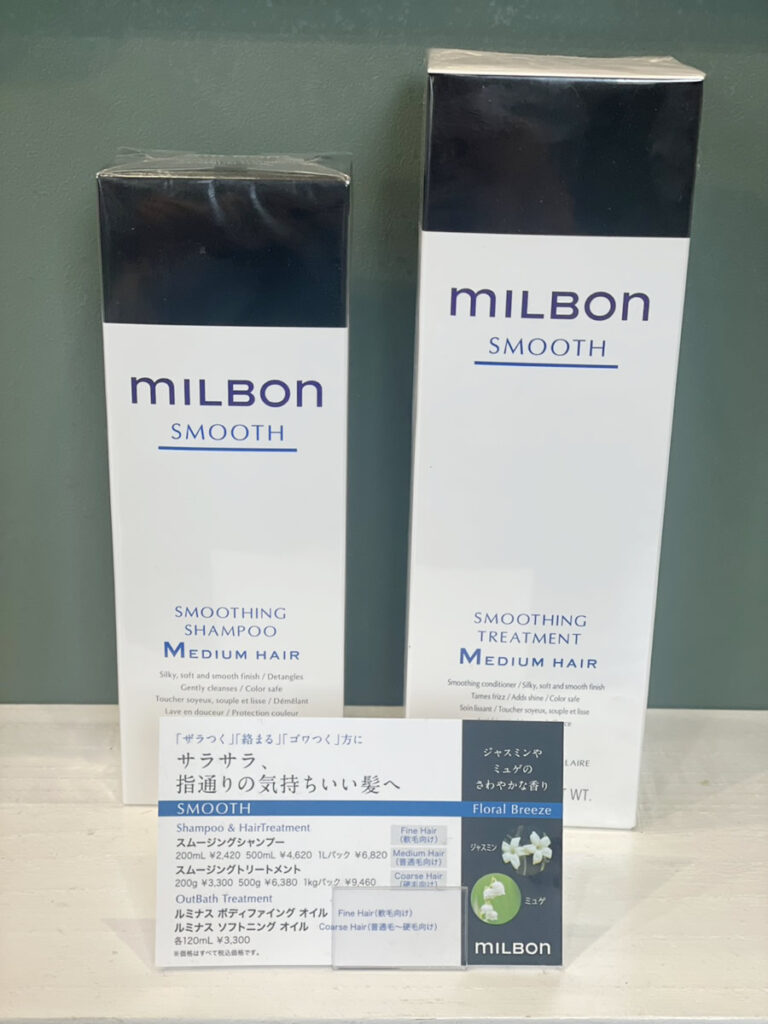 MILBON
SMOOTH
SMOOTHING
SHAMPOO
MEDIUM HAIR
Silky, soft and smooth finish / Detangles
Gently cleanses / Color safe
Toucher soyeux, souple et lisse / Démêlant
Lave en douceur / Protection couleur
MILBON
SMOOTH
SMOOTHING
TREATMENT
MEDIUM HAIR
Smoothing conditioner / Silky, soft and smooth finish
Tames frizz / Adds shine / Color safe
Soin lissant / Toucher soyeux, souple et lisse
LAIRE
WT.
「ザラつく」「絡まる」「ゴワつく」方に
サラサラ、
指通りの気持ちいい髪へ
SMOOTH
Shampoo & HairTreatment
スムージングシャンプー
200mL ¥2,420 500mL ¥4,620 1Lパック ¥6,820
スムージングトリートメント
200g ¥3,300 500g ¥6,380 1kgパック ¥9,460
Fine Hair
(軟毛向け)
Medium Hair
(普通毛向け)
Coarse Hair
(硬毛向け)
OutBath Treatment
ルミナス ボディファイング オイル Fine Hair(軟毛向け)
ルミナス ソフトニング オイル Coarse Hair(普通毛〜硬毛向け)
各120mL ¥3,300
※価格はすべて税込価格です。
ジャスミンや
ミュゲの
さわやかな香り
Floral Breeze
ジャスミン
ミュゲ
MILBON